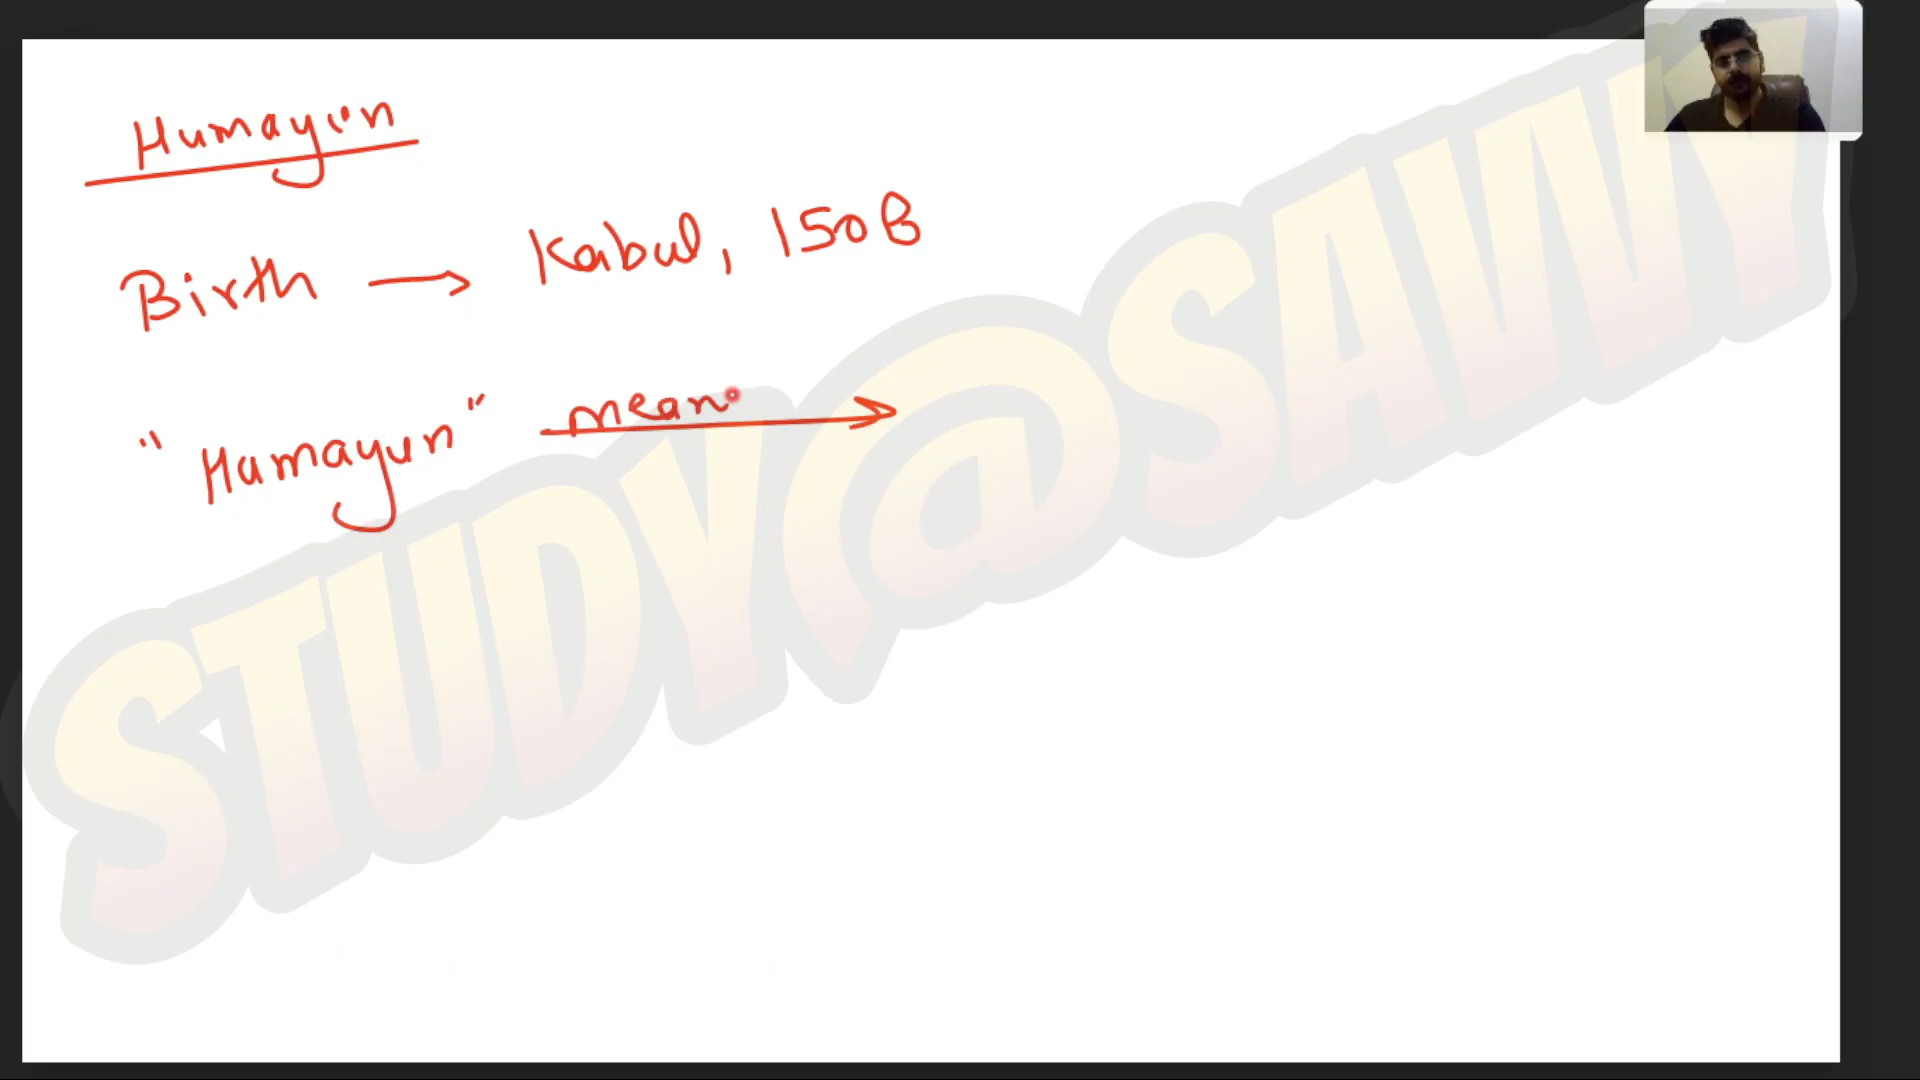 Humayun
Birth → Kabul, 1508
"Humayun" mean →
STUDY@SAVVY